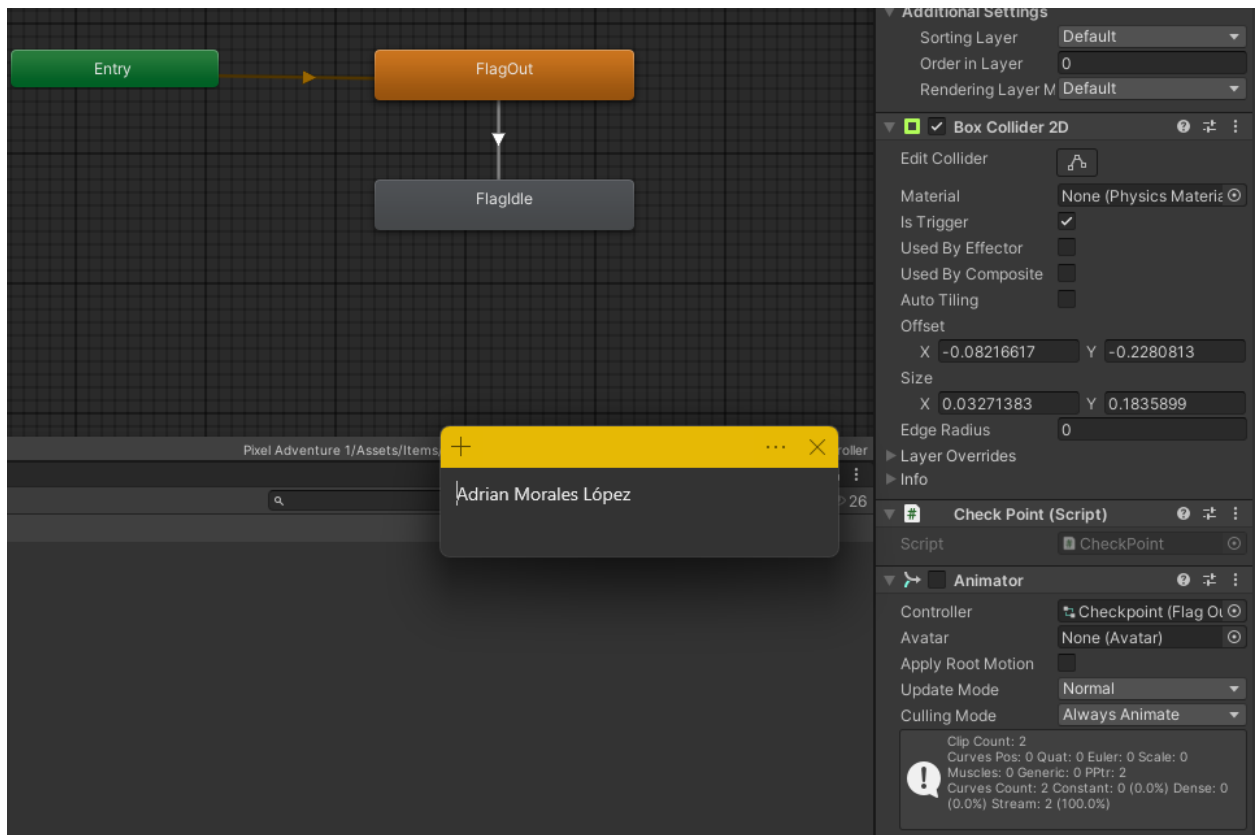 Entry
FlagOut
FlagIdle
Pixel Adventure 1/Assets/Items
roller
26
Adrian Morales López
Additional Settings
Sorting Layer Default
Order in Layer 0
Rendering Layer M Default
Box Collider 2D
Edit Collider
Material None (Physics Materia
Is Trigger
Used By Effector
Used By Composite
Auto Tiling
Offset
X -0.08216617 Y -0.2280813
Size
X 0.03271383 Y 0.1835899
Edge Radius 0
Layer Overrides
Info
# Check Point (Script)
Script CheckPoint
Animator
Controller Checkpoint (Flag Ou
Avatar None (Avatar)
Apply Root Motion
Update Mode Normal
Culling Mode Always Animate
Clip Count: 2
Curves Pos: 0 Quat: 0 Euler: 0 Scale: 0
Muscles: 0 Generic: 0 PPtr: 2
Curves Count: 2 Constant: 0 (0.0%) Dense: 0
(0.0%) Stream: 2 (100.0%)